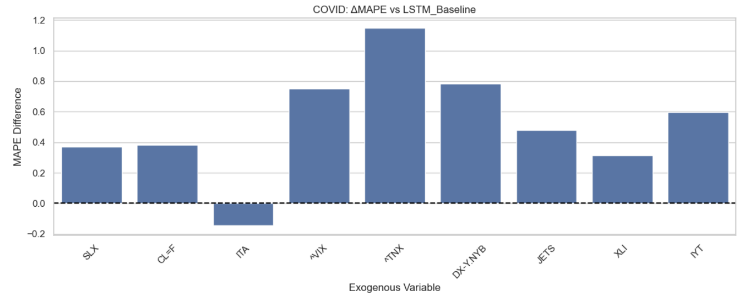 COVID: ΔMAPE vs LSTM_Baseline
1.2
1.0
0.8
0.6
0.4
0.2
0.0
−0.2
MAPE Difference
SLX
CL=F
ITA
^VIX
^TNX
DX-Y.NYB
JETS
XLI
IYT
Exogenous Variable